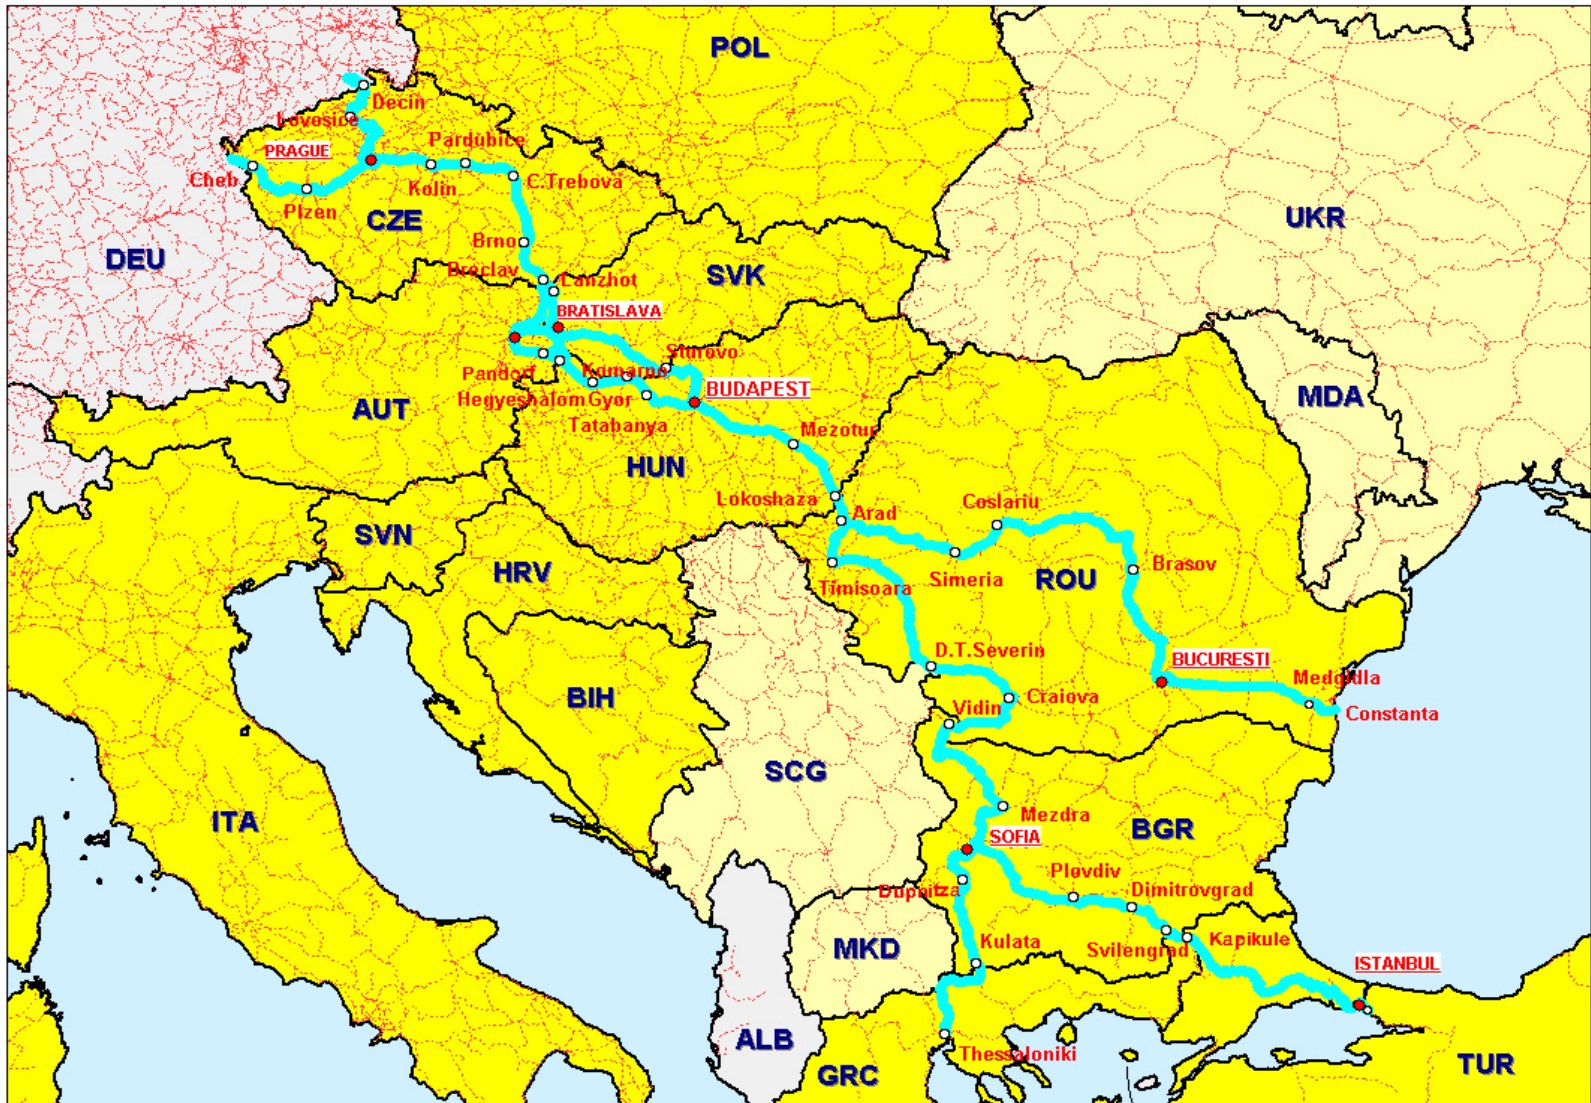 POL
Decin
Lovosice
Pardubice
PRAGUE
Cheb
Kolin
C.Trebova
Plzen
CZE
UKR
DEU
Brno
Breclav
Lanzhot
SVK
BRATISLAVA
Sturovo
Pandorf
Komarno
BUDAPEST
MDA
Hegyeshalom
Gyor
AUT
Tatabanya
Mezotur
HUN
Lokoshaza
Coslariu
Arad
SVN
HRV
Simeria
ROU
Brasov
Timisoara
D.T.Severin
BUCURESTI
Medgidla
BIH
Vidin
Craiova
Constanta
SCG
ITA
Mezdra
BGR
SOFIA
Plovdiv
Dupnitza
Dimitrovgrad
MKD
Kulata
Svilengrad
Kapikule
ISTANBUL
ALB
Thessaloniki
GRC
TUR